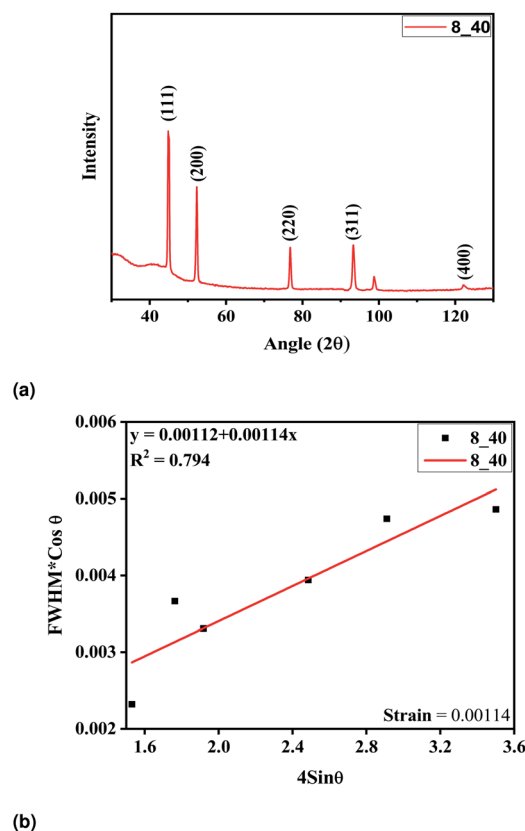 8_40
Intensity
(111)
(200)
(220)
(311)
(400)
40 60 80 100 120
Angle (2θ)
(a)
0.006
0.005
0.004
0.003
0.002
FWHM*Cos θ
y = 0.00112+0.00114x
R² = 0.794
8_40
8_40
Strain = 0.00114
1.6 2.0 2.4 2.8 3.2 3.6
4Sinθ
(b)